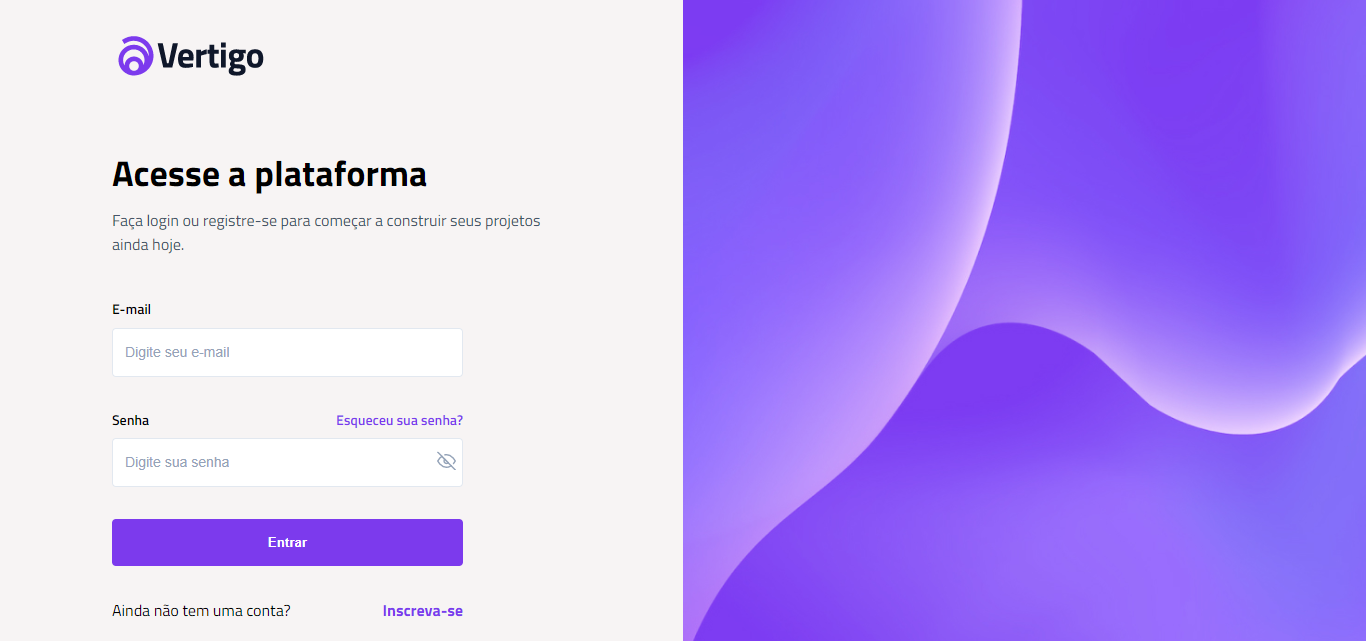 Vertigo
Acesse a plataforma
Faça login ou registre-se para começar a construir seus projetos
ainda hoje.
E-mail
Digite seu e-mail
Senha Esqueceu sua senha?
Digite sua senha
Entrar
Ainda não tem uma conta? Inscreva-se